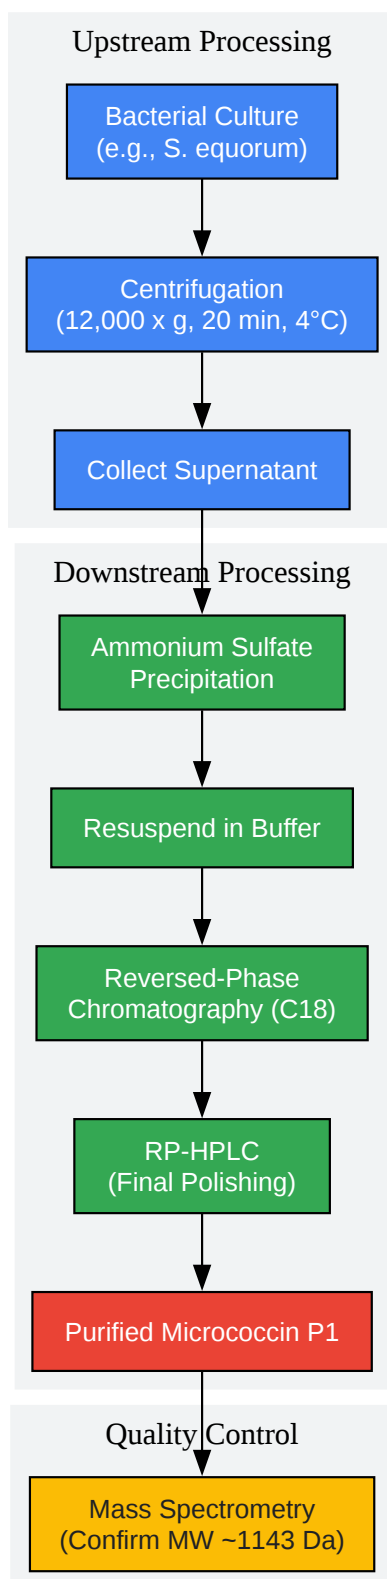 Upstream Processing
Bacterial Culture
(e.g., S. equorum)
Centrifugation
(12,000 x g, 20 min, 4°C)
Collect Supernatant
Downstream Processing
Ammonium Sulfate
Precipitation
Resuspend in Buffer
Reversed-Phase
Chromatography (C18)
RP-HPLC
(Final Polishing)
Purified Micrococcin P1
Quality Control
Mass Spectrometry
(Confirm MW ~1143 Da)